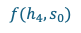 f(h₄, s₀)